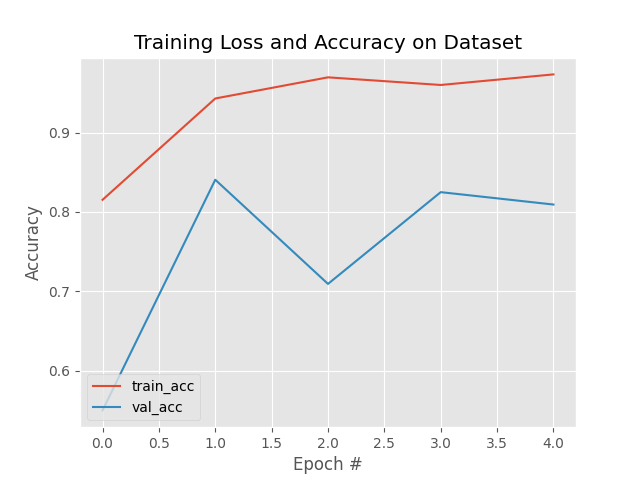 Training Loss and Accuracy on Dataset
Accuracy
0.9
0.8
0.7
0.6
train_acc
val_acc
0.0 0.5 1.0 1.5 2.0 2.5 3.0 3.5 4.0
Epoch #